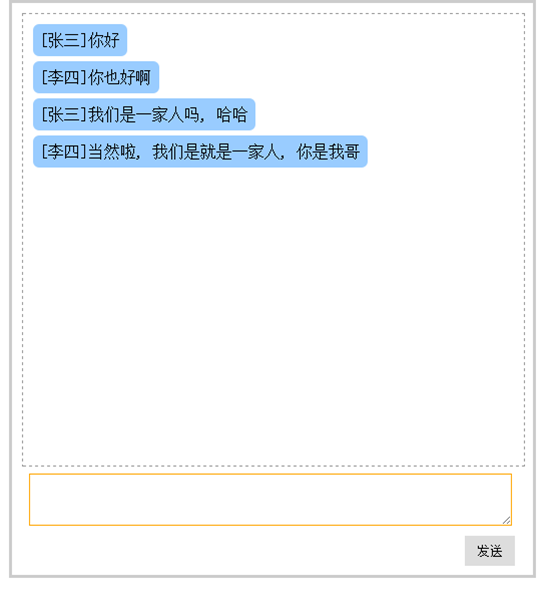 [张三]你好
[李四]你也好啊
[张三]我们是一家人吗, 哈哈
[李四]当然啦, 我们是就是一家人, 你是我哥
发送